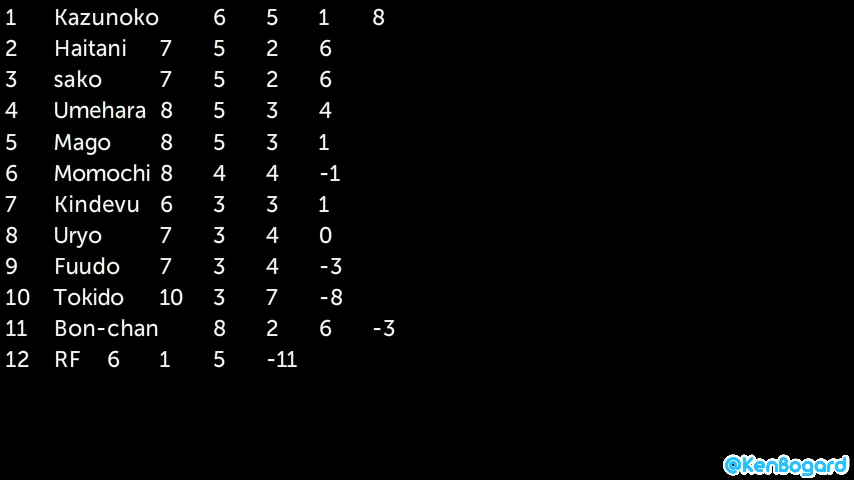 1 Kazunoko 6 5 1 8
2 Haitani 7 5 2 6
3 sako 7 5 2 6
4 Umehara 8 5 3 4
5 Mago 8 5 3 1
6 Momochi 8 4 4 -1
7 Kindevu 6 3 3 1
8 Uryo 7 3 4 0
9 Fuudo 7 3 4 -3
10 Tokido 10 3 7 -8
11 Bon-chan 8 2 6 -3
12 RF 6 1 5 -11
@KenBogard